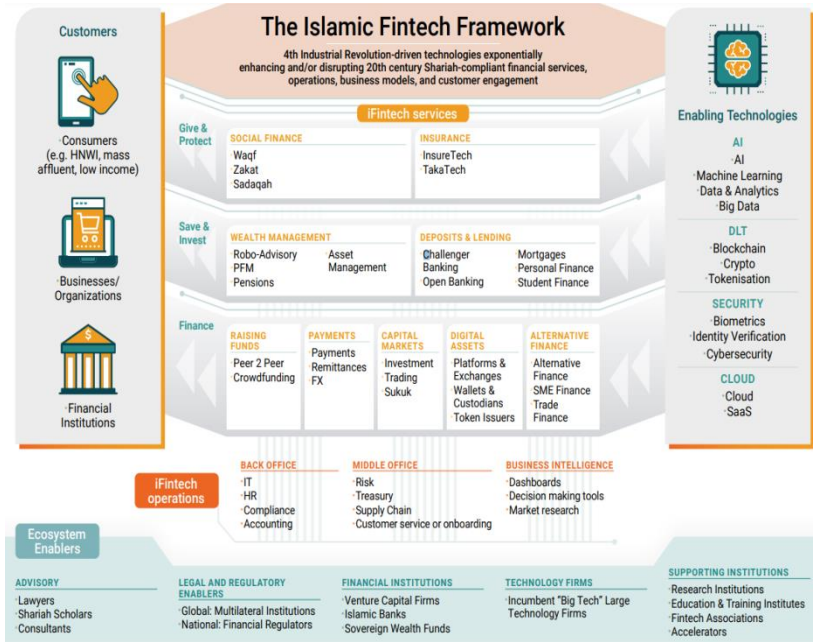 The Islamic Fintech Framework
4th Industrial Revolution-driven technologies exponentially
enhancing and/or disrupting 20th century Shariah-compliant financial services,
operations, business models, and customer engagement
Customers
·Consumers
(e.g. HNWI, mass
affluent, low income)
·Businesses/
Organizations
$
·Financial
Institutions
iFintech services
Give &
Protect
SOCIAL FINANCE
·Waqf
·Zakat
·Sadaqah
INSURANCE
·InsureTech
·TakaTech
Save &
Invest
WEALTH MANAGEMENT
·Robo-Advisory
·PFM
·Pensions
·Asset
Management
DEPOSITS & LENDING
·Challenger
Banking
·Open Banking
·Mortgages
·Personal Finance
·Student Finance
Finance
RAISING
FUNDS
·Peer 2 Peer
·Crowdfunding
PAYMENTS
·Payments
·Remittances
·FX
CAPITAL
MARKETS
·Investment
·Trading
·Sukuk
DIGITAL
ASSETS
·Platforms &
Exchanges
·Wallets &
Custodians
·Token Issuers
ALTERNATIVE
FINANCE
·Alternative
Finance
·SME Finance
·Trade
Finance
Enabling Technologies
AI
·AI
·Machine Learning
·Data & Analytics
·Big Data
DLT
·Blockchain
·Crypto
·Tokenisation
SECURITY
·Biometrics
·Identity Verification
·Cybersecurity
CLOUD
·Cloud
·SaaS
iFintech
operations
BACK OFFICE
·IT
·HR
·Compliance
·Accounting
MIDDLE OFFICE
·Risk
·Treasury
·Supply Chain
·Customer service or onboarding
BUSINESS INTELLIGENCE
·Dashboards
·Decision making tools
·Market research
Ecosystem
Enablers
ADVISORY
·Lawyers
·Shariah Scholars
·Consultants
LEGAL AND REGULATORY
ENABLERS
·Global: Multilateral Institutions
·National: Financial Regulators
FINANCIAL INSTITUTIONS
·Venture Capital Firms
·Islamic Banks
·Sovereign Wealth Funds
TECHNOLOGY FIRMS
·Incumbent "Big Tech" Large
Technology Firms
SUPPORTING INSTITUTIONS
·Research Institutions
·Education & Training Institutes
·Fintech Associations
·Accelerators